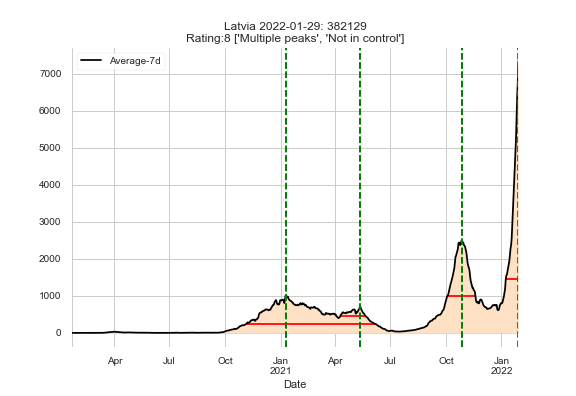 Latvia 2022-01-29: 382129
Rating:8 ['Multiple peaks', 'Not in control']
Average-7d
7000
6000
5000
4000
3000
2000
1000
0
Apr Jul Oct Jan Apr Jul Oct Jan
2021 2022
Date